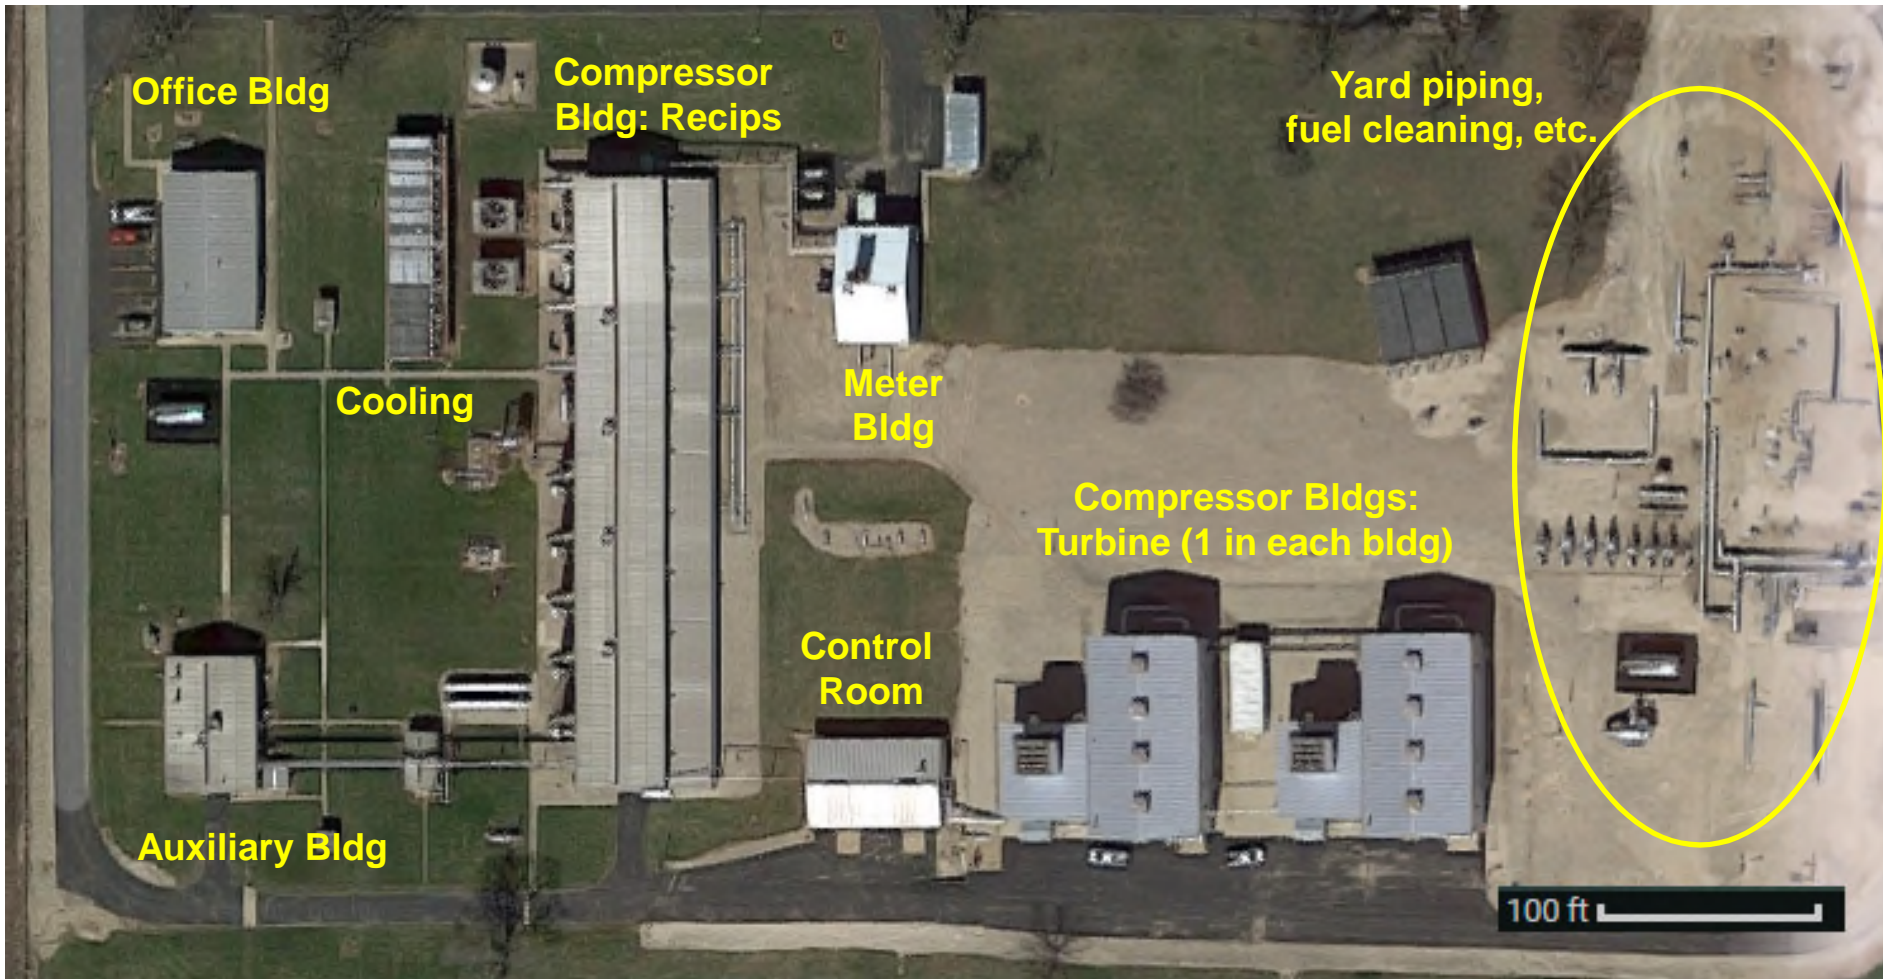 Office Bldg
Compressor
Bldg: Recips
Yard piping,
fuel cleaning, etc.
Cooling
Meter
Bldg
Compressor Bldgs:
Turbine (1 in each bldg)
Control
Room
Auxiliary Bldg
100 ft